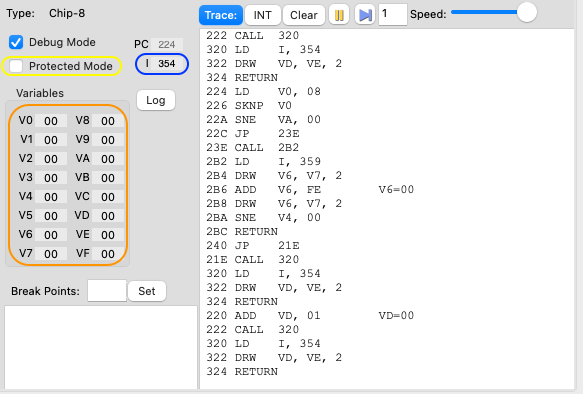 Type: Chip-8
Debug Mode
PC 224
Protected Mode
I 354
Variables
Log
V0 00 V8 00
V1 00 V9 00
V2 00 VA 00
V3 00 VB 00
V4 00 VC 00
V5 00 VD 00
V6 00 VE 00
V7 00 VF 00
Break Points: Set
Trace: INT Clear 1 Speed:
222 CALL 320
320 LD I, 354
322 DRW VD, VE, 2
324 RETURN
224 LD V0, 08
226 SKNP V0
22A SNE VA, 00
22C JP 23E
23E CALL 2B2
2B2 LD I, 359
2B4 DRW V6, V7, 2
2B6 ADD V6, FE V6=00
2B8 DRW V6, V7, 2
2BA SNE V4, 00
2BC RETURN
240 JP 21E
21E CALL 320
320 LD I, 354
322 DRW VD, VE, 2
324 RETURN
220 ADD VD, 01 VD=00
222 CALL 320
320 LD I, 354
322 DRW VD, VE, 2
324 RETURN